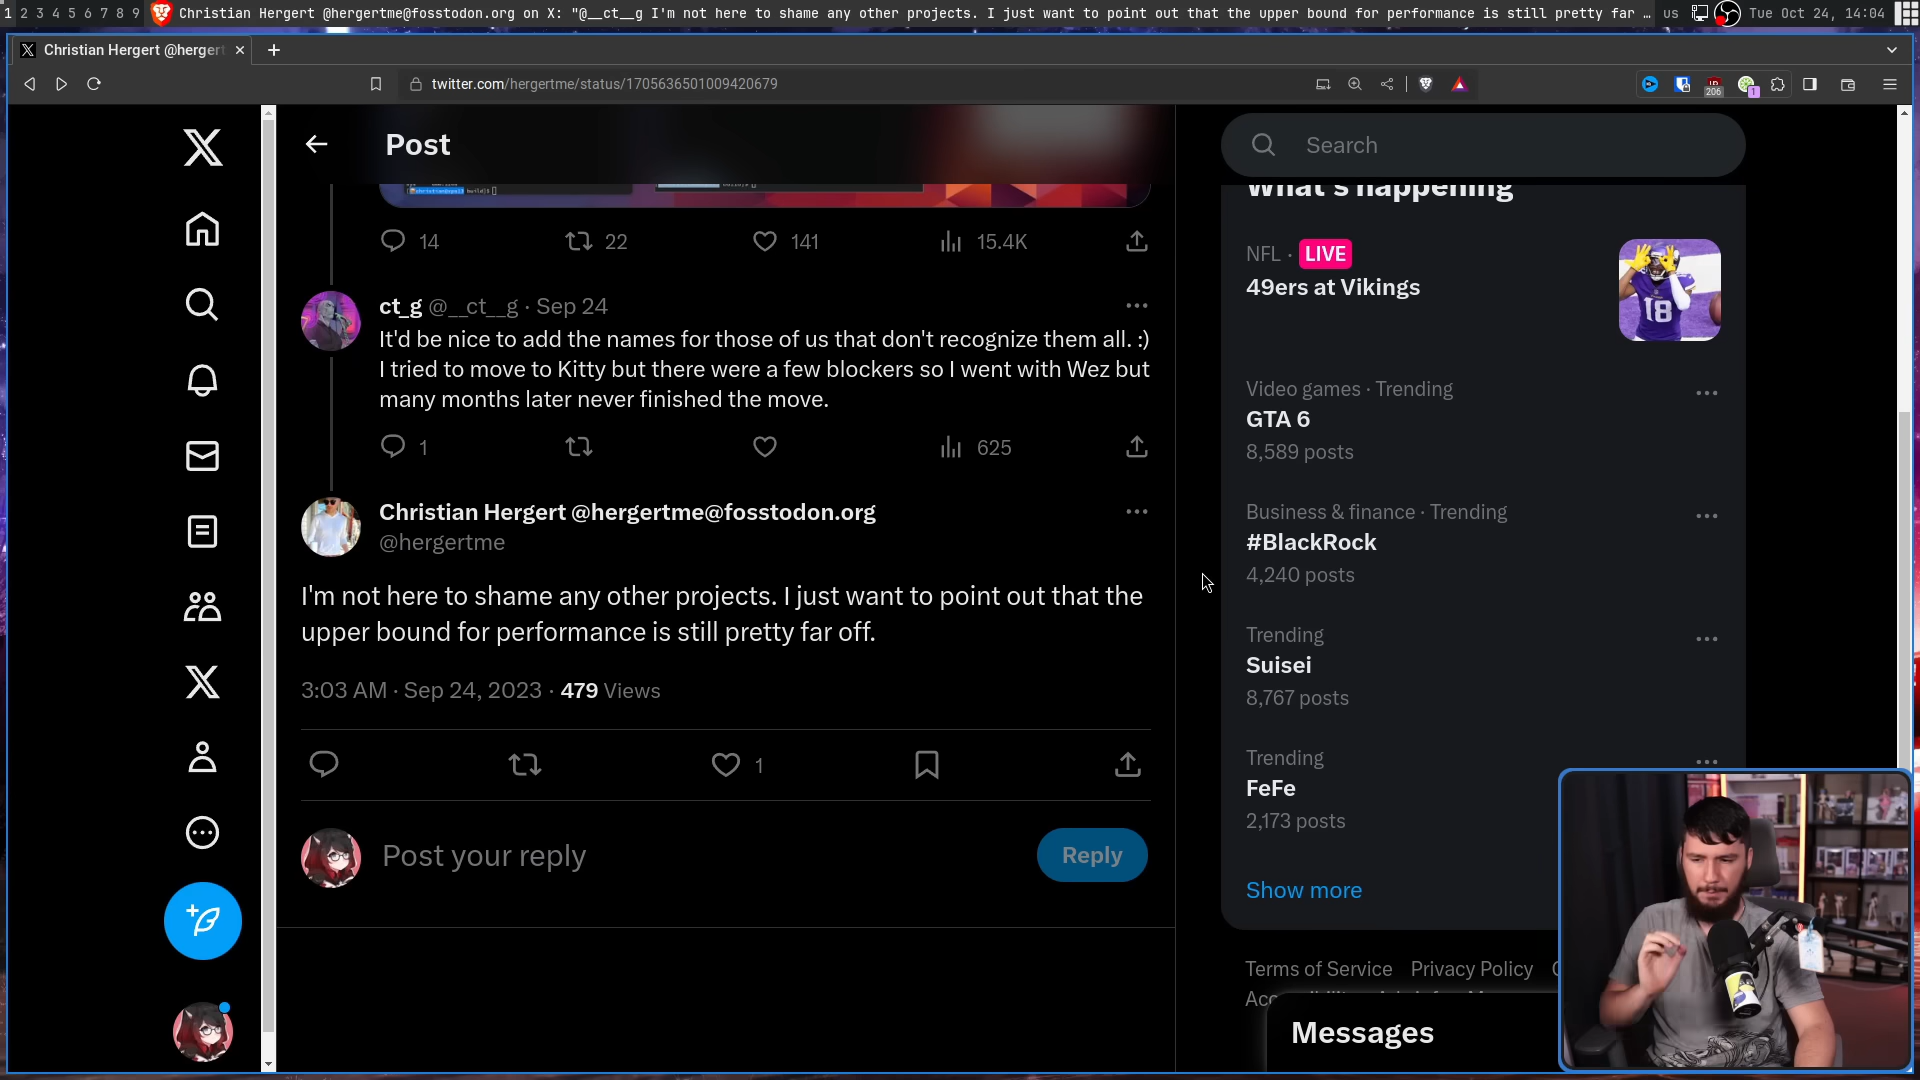 1 2 3 4 5 6 7 8 9 Christian Hergert @hergertme@fosstodon.org on X: "@__ct__g I'm not here to shame any other projects. I just want to point out that the upper bound for performance is still pretty far … us Tue Oct 24, 14:04
Christian Hergert @herger
twitter.com/hergertme/status/1705636501009420679
206
1
Post
Search
What's happening
14 22 141 15.4K
NFL · LIVE
49ers at Vikings
18
ct_g @__ct__g · Sep 24
It'd be nice to add the names for those of us that don't recognize them all. :)
I tried to move to Kitty but there were a few blockers so I went with Wez but
many months later never finished the move.
1 625
Video games · Trending
GTA 6
8,589 posts
Christian Hergert @hergertme@fosstodon.org
@hergertme
Business & finance · Trending
#BlackRock
4,240 posts
I'm not here to shame any other projects. I just want to point out that the
upper bound for performance is still pretty far off.
3:03 AM · Sep 24, 2023 · 479 Views
Trending
Suisei
8,767 posts
1
Trending
FeFe
2,173 posts
Post your reply
Reply
Show more
Terms of Service Privacy Policy
Messages